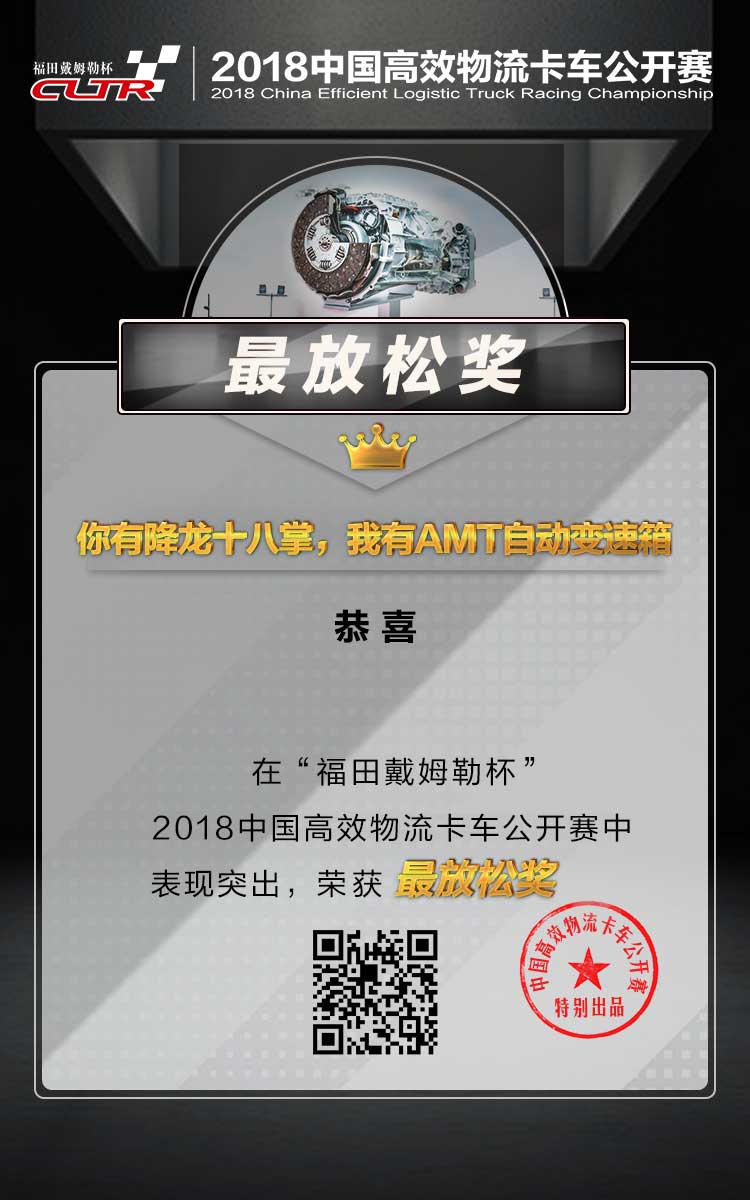 福田戴姆勒杯
CLTR
2018中国高效物流卡车公开赛
2018 China Efficient Logistic Truck Racing Championship
最放松奖
你有降龙十八掌，我有AMT自动变速箱
恭喜
在“福田戴姆勒杯”
2018中国高效物流卡车公开赛中
表现突出，荣获 最放松奖
中国高效物流卡车公开赛
特别出品